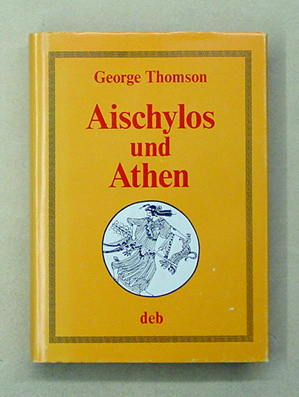 George Thomson
Aischylos
und
Athen
deb